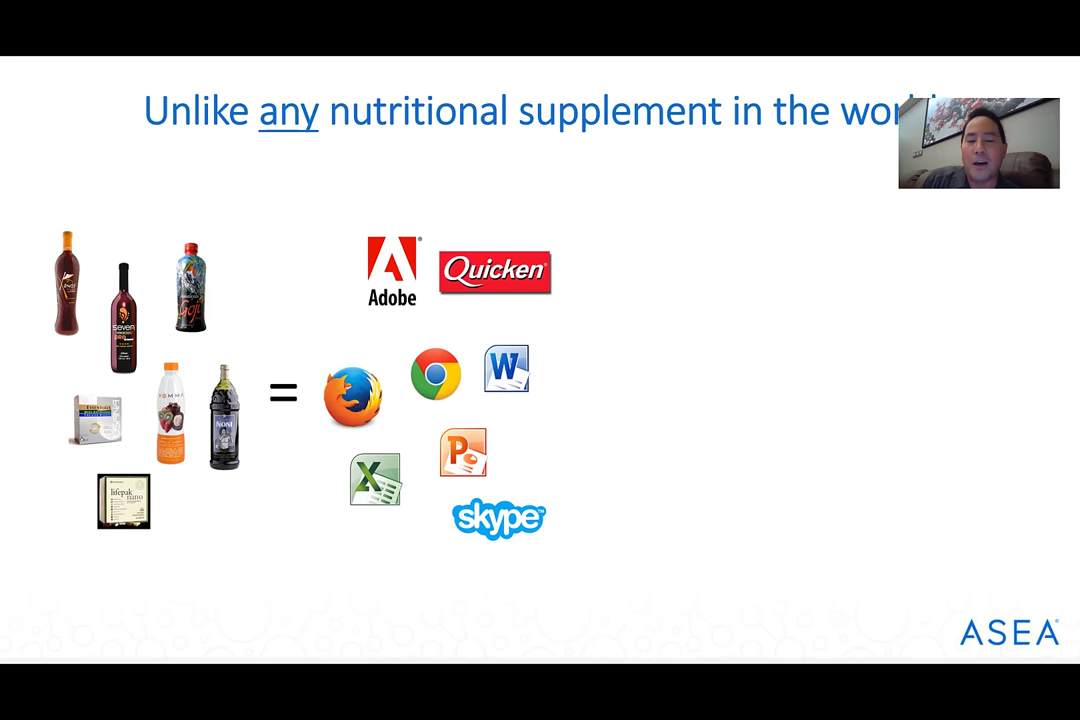 Unlike any nutritional supplement in the wor
Adobe
Quicken
seven
Goji
NONI
lifepak
nano
W
P
X
skype
ASEA